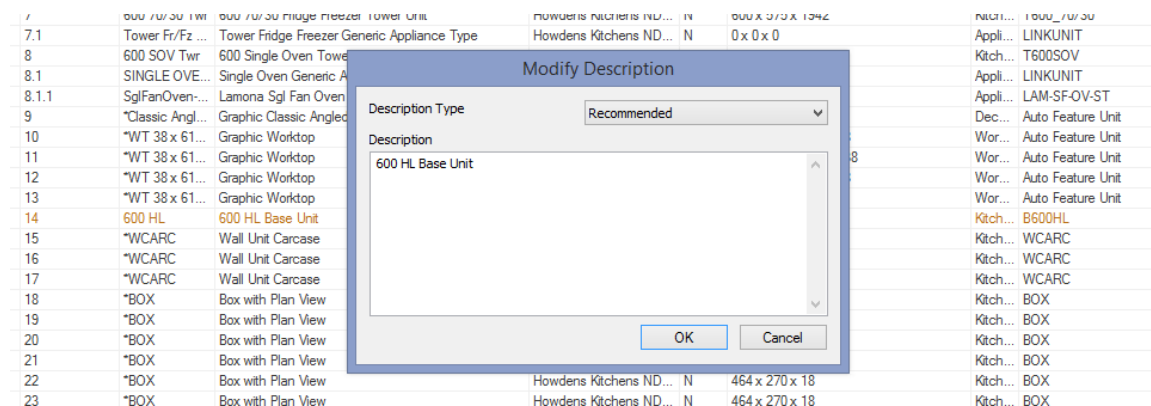 7 600 70/30 Twr 600 70/30 Fridge Freezer Tower Unit Howdens Kitchens ND... N 600 x 575 x 1942 Kitch... T600_70/30
7.1 Tower Fr/Fz ... Tower Fridge Freezer Generic Appliance Type Howdens Kitchens ND... N 0 x 0 x 0 Appli... LINKUNIT
8 600 SOV Twr 600 Single Oven Towe Kitch... T600SOV
8.1 SINGLE OVE... Single Oven Generic A Appli... LINKUNIT
8.1.1 SglFanOven-... Lamona Sgl Fan Oven Appli... LAM-SF-OV-ST
9 *Classic Angl... Graphic Classic Angled Dec... Auto Feature Unit
10 *WT 38 x 61... Graphic Worktop Wor... Auto Feature Unit
11 *WT 38 x 61... Graphic Worktop 8 Wor... Auto Feature Unit
12 *WT 38 x 61... Graphic Worktop Wor... Auto Feature Unit
13 *WT 38 x 61... Graphic Worktop Wor... Auto Feature Unit
14 600 HL 600 HL Base Unit Kitch... B600HL
15 *WCARC Wall Unit Carcase Kitch... WCARC
16 *WCARC Wall Unit Carcase Kitch... WCARC
17 *WCARC Wall Unit Carcase Kitch... WCARC
18 *BOX Box with Plan View Kitch... BOX
19 *BOX Box with Plan View Kitch... BOX
20 *BOX Box with Plan View Kitch... BOX
21 *BOX Box with Plan View Kitch... BOX
22 *BOX Box with Plan View Howdens Kitchens ND... N 464 x 270 x 18 Kitch... BOX
23 *BOX Box with Plan View Howdens Kitchens ND... N 464 x 270 x 18 Kitch... BOX
Modify Description
Description Type Recommended
Description
600 HL Base Unit
OK Cancel